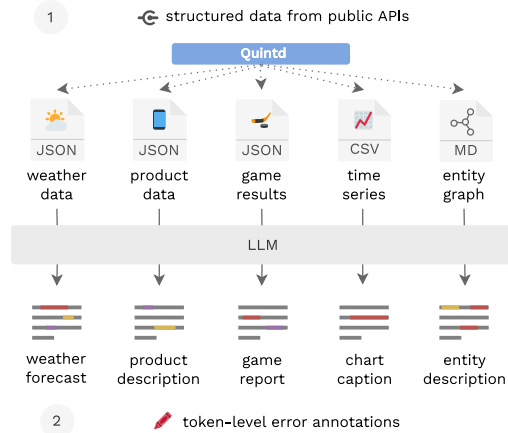 1 structured data from public APIs
Quintd
JSON JSON JSON CSV MD
weather data product data game results time series entity graph
LLM
weather forecast product description game report chart caption entity description
2 token-level error annotations